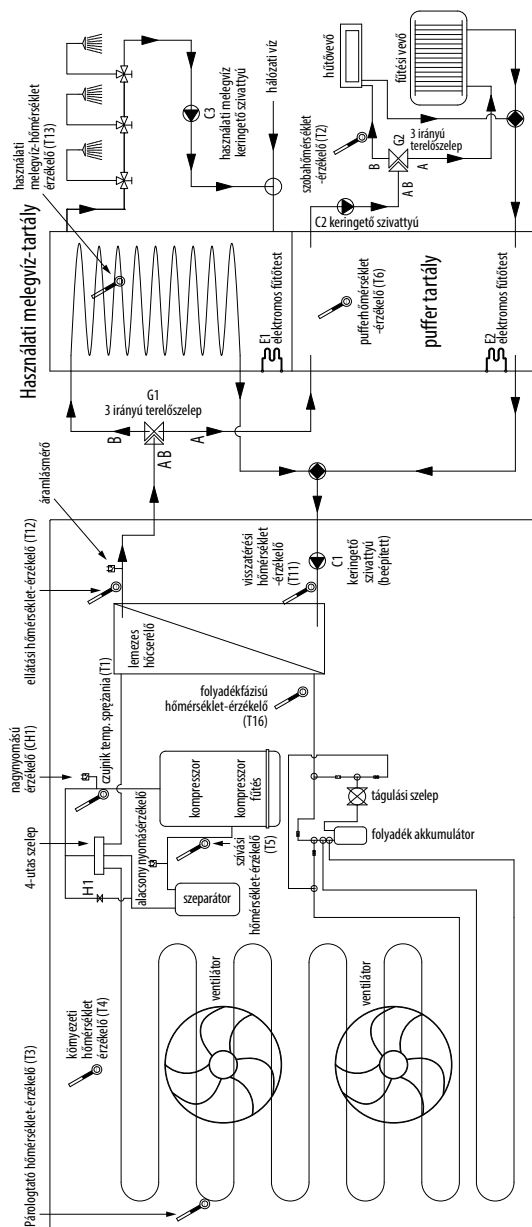 Párologtató hőmérséklet-érzékelő (T3)
környezeti
hőmérséklet
érzékelő (T4)
4-utas szelep
nagynyomású
érzékelő (CH1)
czujnik temp. sprężania (T1)
ellátási hőmérséklet-érzékelő (T12)
áramlásmérő
H1
alacsony nyomásérzékelő
szeparátor
kompresszor
kompresszor
fűtés
szívási
hőmérséklet-érzékelő
(T5)
ventilátor
ventilátor
folyadékfázisú
hőmérséklet-érzékelő
(T16)
tágulási szelep
folyadék akkumulátor
lemezes
hőcserélő
visszatérési
hőmérséklet
-érzékelő
(T11)
C1
keringető
szivattyú
(beépített)
G1
3 irányú terelőszelep
B
A
A B
Használati melegvíz-tartály
használati
melegvíz-hőmérséklet
érzékelő (T13)
E1
elektromos fűtőtest
pufferhőmérséklet
-érzékelő (T6)
puffer tartály
E2
elektromos fűtőtest
C3
használati melegvíz
keringető szivattyú
hálózati víz
C2 keringető szivattyú
szobahőmérséklet
-érzékelő (T2)
hűtővevő
fűtési vevő
G2
3 irányú
terelőszelep
B
A
A B